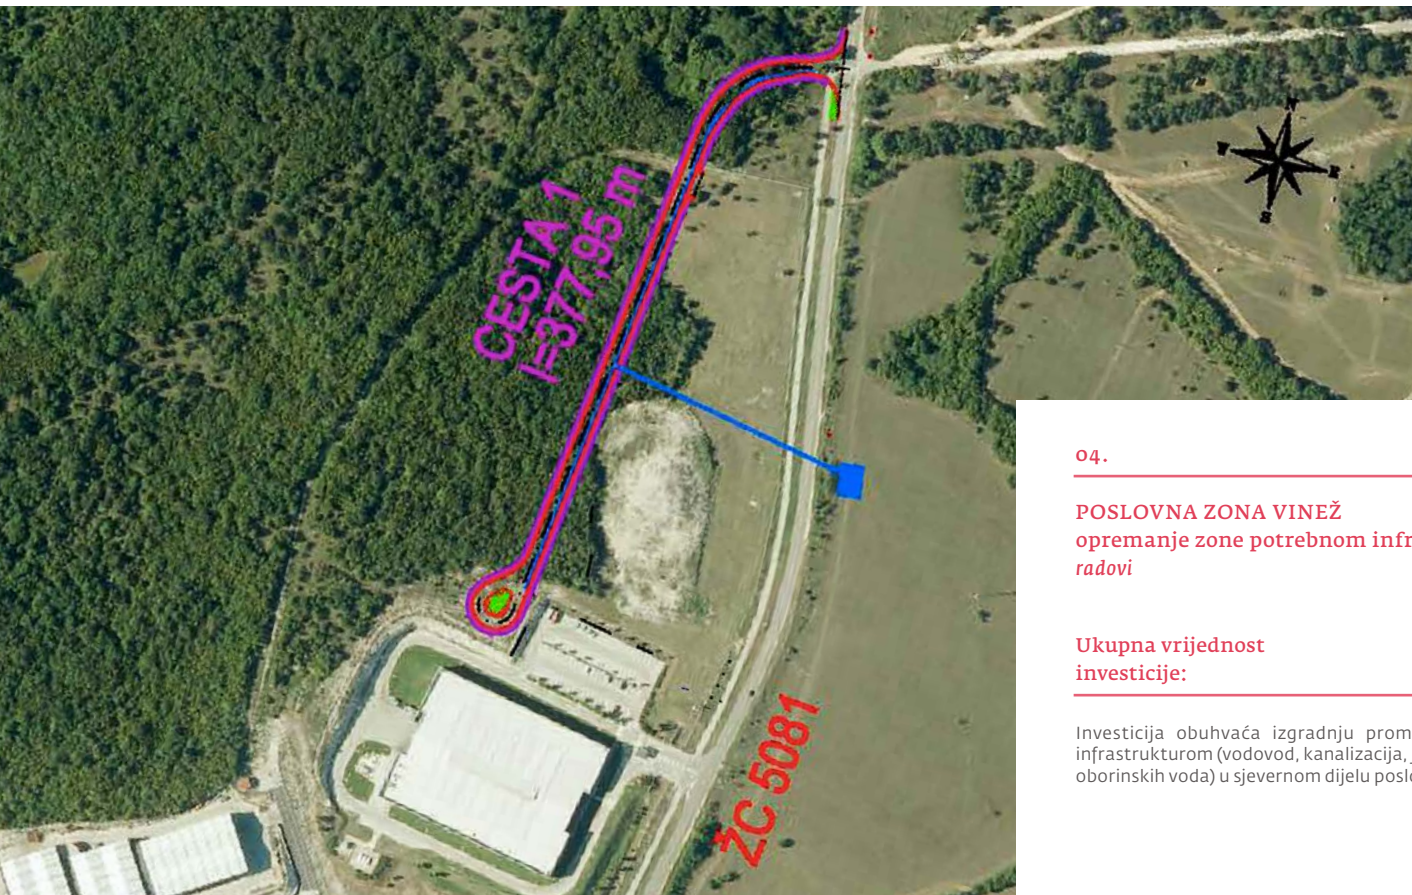 CESTA 1
l=377,95 m
ŽC 5081
N
S
04.
POSLOVNA ZONA VINEŽ
opremanje zone potrebnom infr
radovi
Ukupna vrijednost
investicije:
Investicija obuhvaća izgradnju prom
infrastrukturom (vodovod, kanalizacija,
oborinskih voda) u sjevernom dijelu poslo